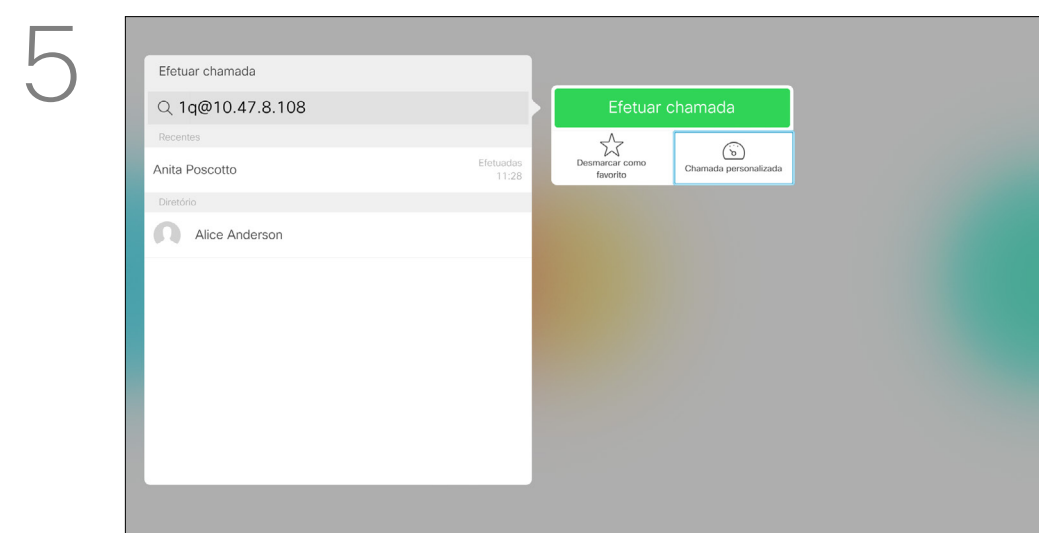 5
Efetuar chamada
1q@10.47.8.108
Recentes
Anita Poscotto
Efetuadas
11:28
Diretório
Alice Anderson
Efetuar chamada
Desmarcar como
favorito
Chamada personalizada